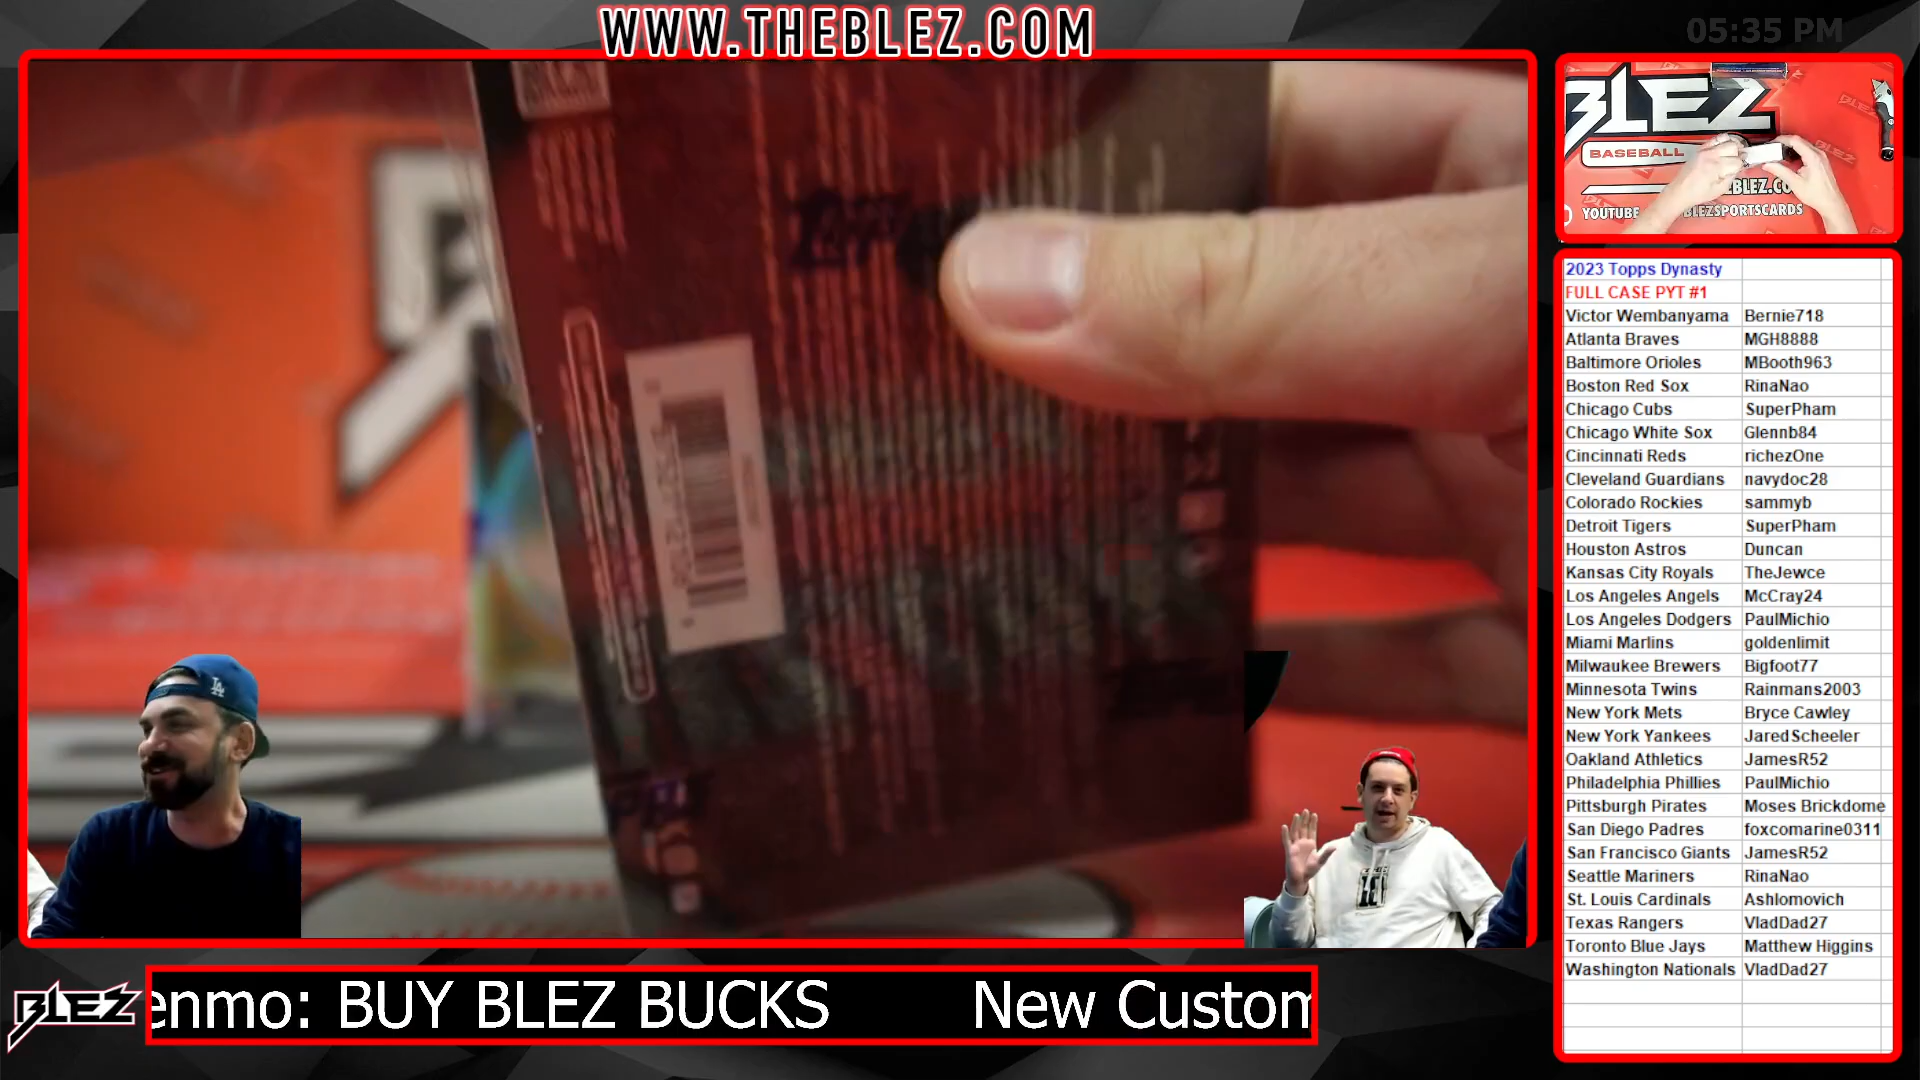 WWW.THEBLEZ.COM
05:35 PM
BLEZ
BASEBALL
BLEZ.CO
YOUTUBE
BLEZSPORTSCARDS
2023 Topps Dynasty
FULL CASE PYT #1
Victor Wembanyama Bernie718
Atlanta Braves MGH8888
Baltimore Orioles MBooth963
Boston Red Sox RinaNao
Chicago Cubs SuperPham
Chicago White Sox Glennb84
Cincinnati Reds richezOne
Cleveland Guardians navydoc28
Colorado Rockies sammyb
Detroit Tigers SuperPham
Houston Astros Duncan
Kansas City Royals TheJewce
Los Angeles Angels McCray24
Los Angeles Dodgers PaulMichio
Miami Marlins goldenlimit
Milwaukee Brewers Bigfoot77
Minnesota Twins Rainmans2003
New York Mets Bryce Cawley
New York Yankees Jared Scheeler
Oakland Athletics JamesR52
Philadelphia Phillies PaulMichio
Pittsburgh Pirates Moses Brickdome
San Diego Padres foxcomarine0311
San Francisco Giants JamesR52
Seattle Mariners RinaNao
St. Louis Cardinals Ashlomovich
Texas Rangers VladDad27
Toronto Blue Jays Matthew Higgins
Washington Nationals VladDad27
LA
BLEZ
enmo: BUY BLEZ BUCKS New Custom